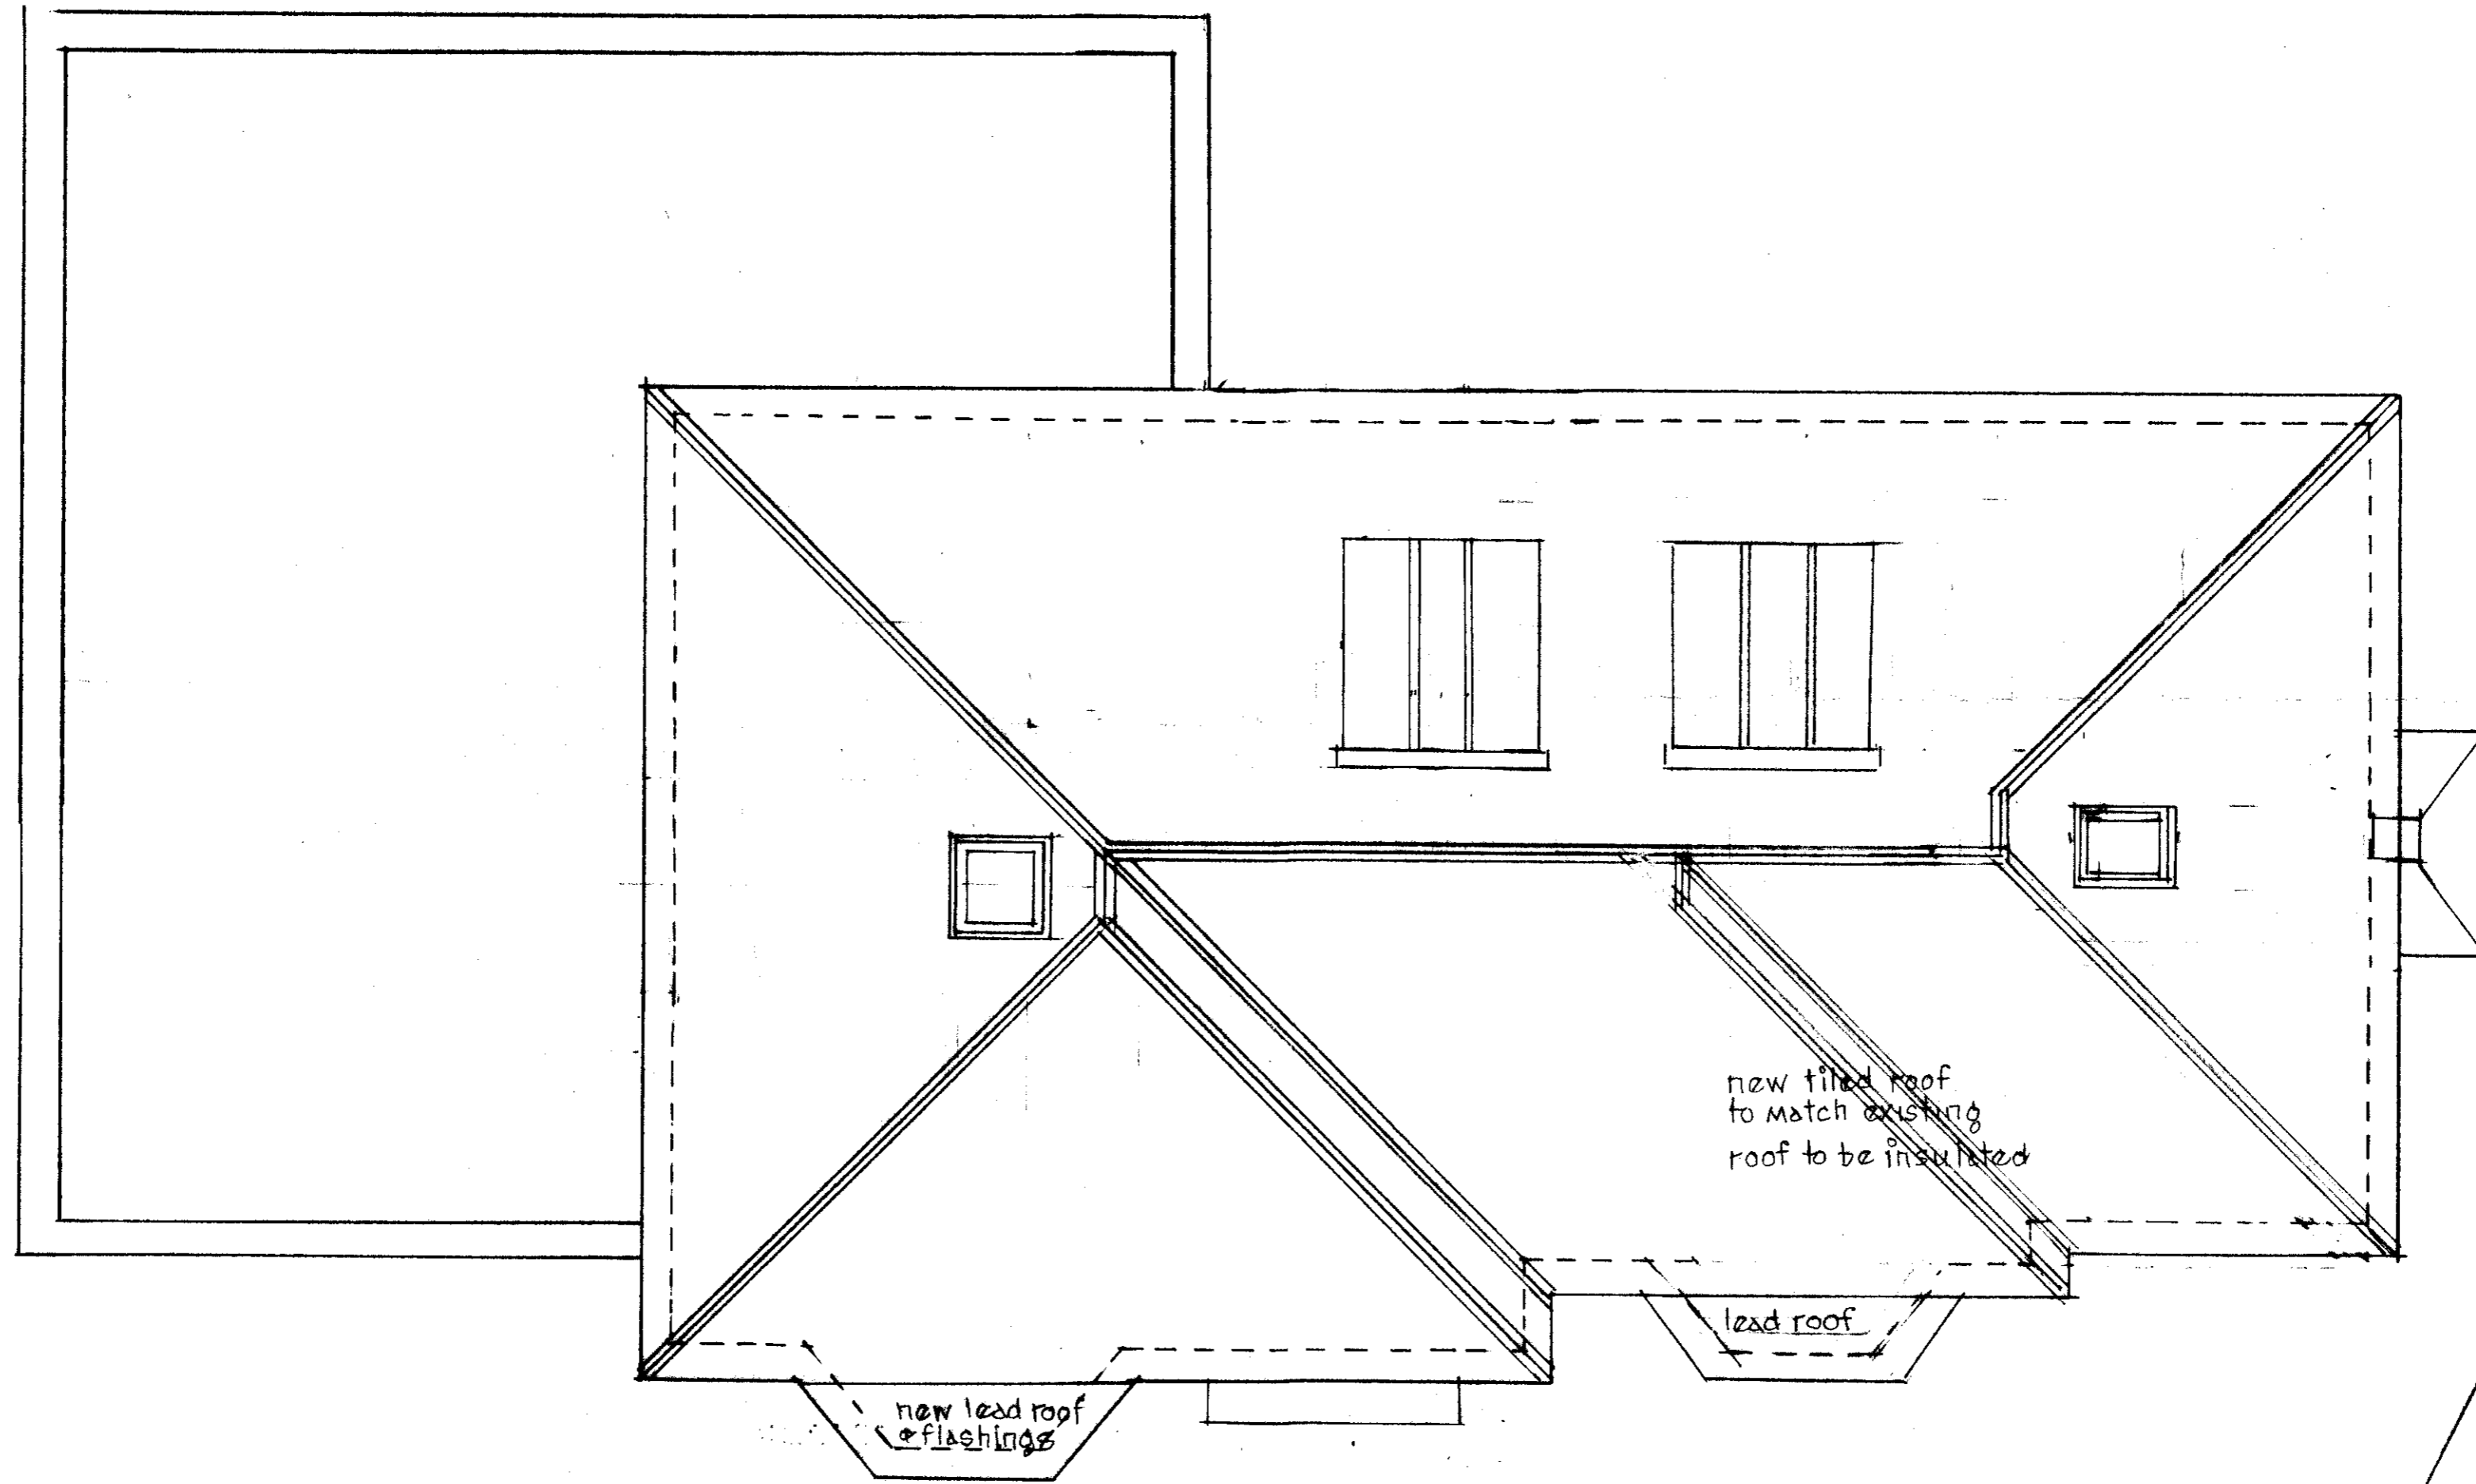 new tiled roof
to match existing
roof to be insulated
lead roof
new lead roof
& flashings